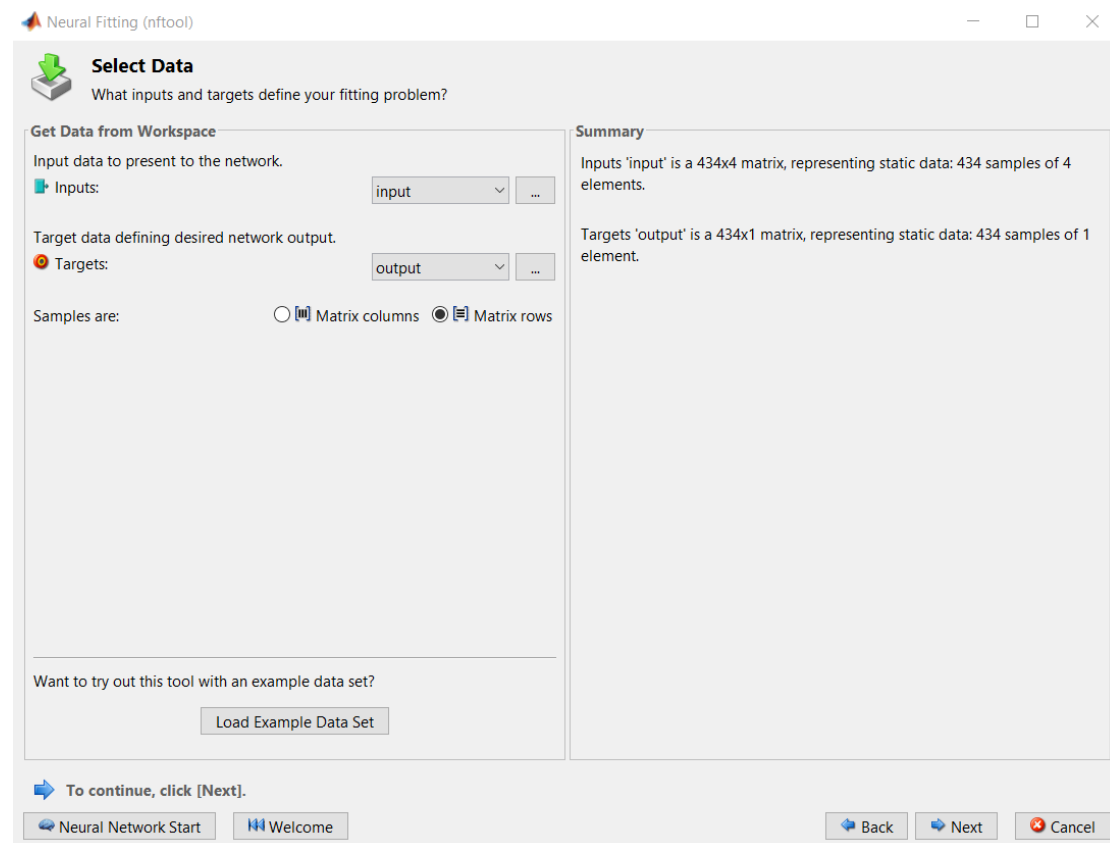 Neural Fitting (nftool)
Select Data
What inputs and targets define your fitting problem?
Get Data from Workspace
Input data to present to the network.
Inputs:
input
...
Target data defining desired network output.
Targets:
output
...
Samples are:
Matrix columns
Matrix rows
Want to try out this tool with an example data set?
Load Example Data Set
Summary
Inputs 'input' is a 434x4 matrix, representing static data: 434 samples of 4
elements.
Targets 'output' is a 434x1 matrix, representing static data: 434 samples of 1
element.
To continue, click [Next].
Neural Network Start
Welcome
Back
Next
Cancel